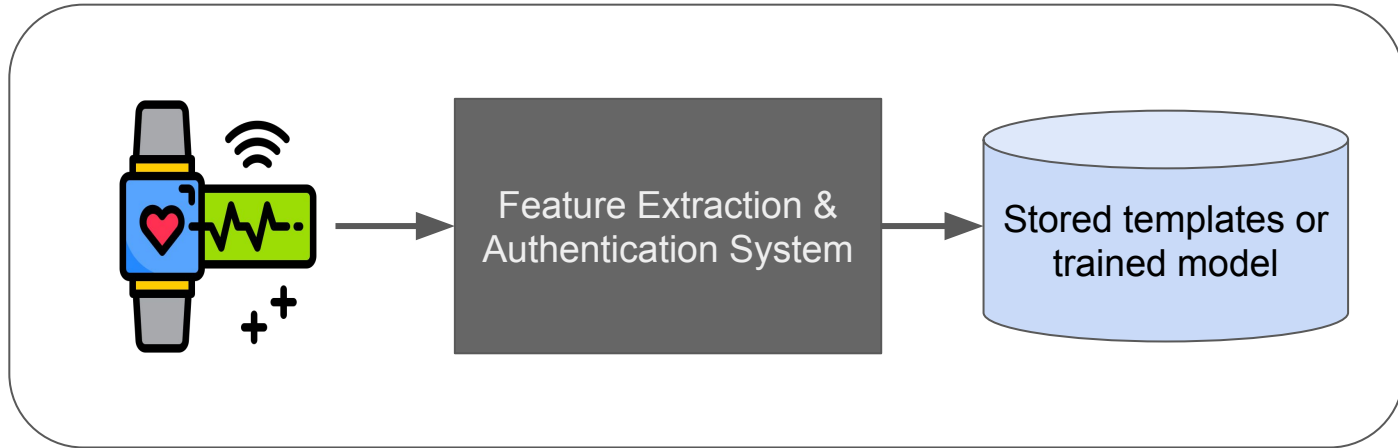 Feature Extraction &
Authentication System
Stored templates or
trained model